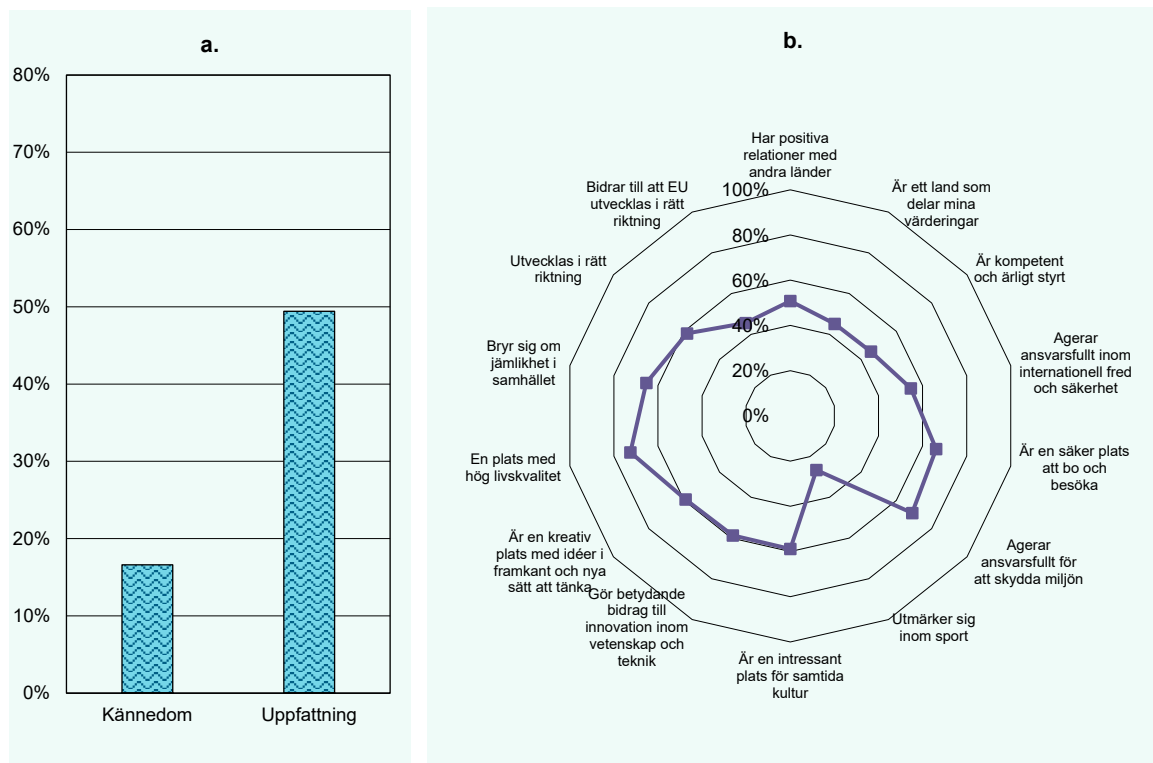 a.
80%
70%
60%
50%
40%
30%
20%
10%
0%
Kännedom
Uppfattning
b.
Har positiva
relationer med
andra länder
Är ett land som
delar mina
värderingar
Är kompetent
och ärligt styrt
Agerar
ansvarsfullt inom
internationell fred
och säkerhet
Är en säker plats
att bo och
besöka
Agerar
ansvarsfullt för
att skydda miljön
Utmärker sig
inom sport
Är en intressant
plats för samtida
kultur
Gör betydande
bidrag till
innovation inom
vetenskap och
teknik
Är en kreativ
plats med idéer i
framkant och nya
sätt att tänka
En plats med
hög livskvalitet
Bryr sig om
jämlikhet i
samhället
Utvecklas i rätt
riktning
Bidrar till att EU
utvecklas i rätt
riktning
100%
80%
60%
40%
20%
0%